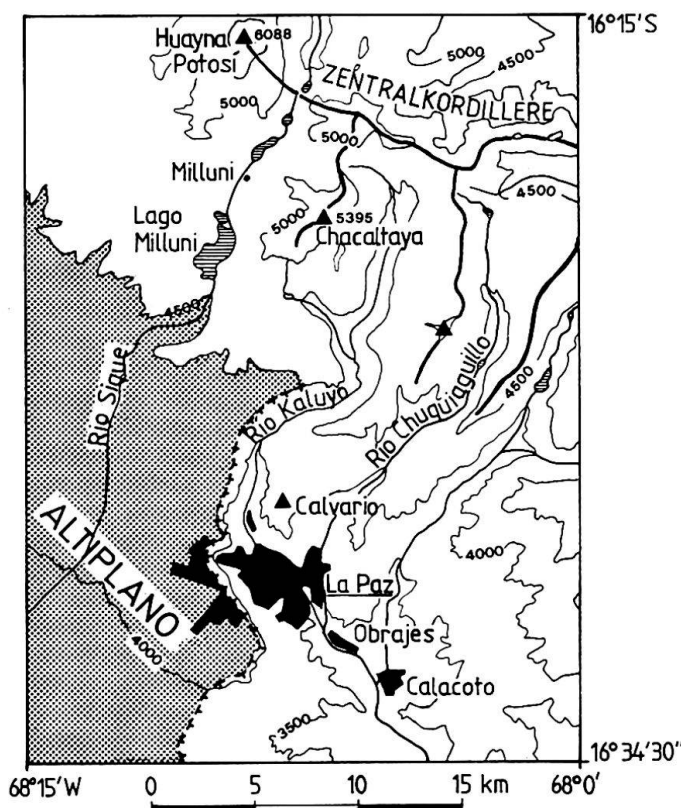 16°15'S
Huaynal
Potosí
6088
5000
4500
ZENTRALKORDILLERE
5000
5000
Milluni
4500
Lago
Milluni
5000
5395
Chacaltaya
4500
Rio Sique
Rio Kaluyo
Rio Chuquiaguillo
4500
ALTIPLANO
Calvario
4000
La Paz
Obrajes
4000
Calacoto
3500
16°34'30"
68°15'W
0
5
10
15 km
68°0'